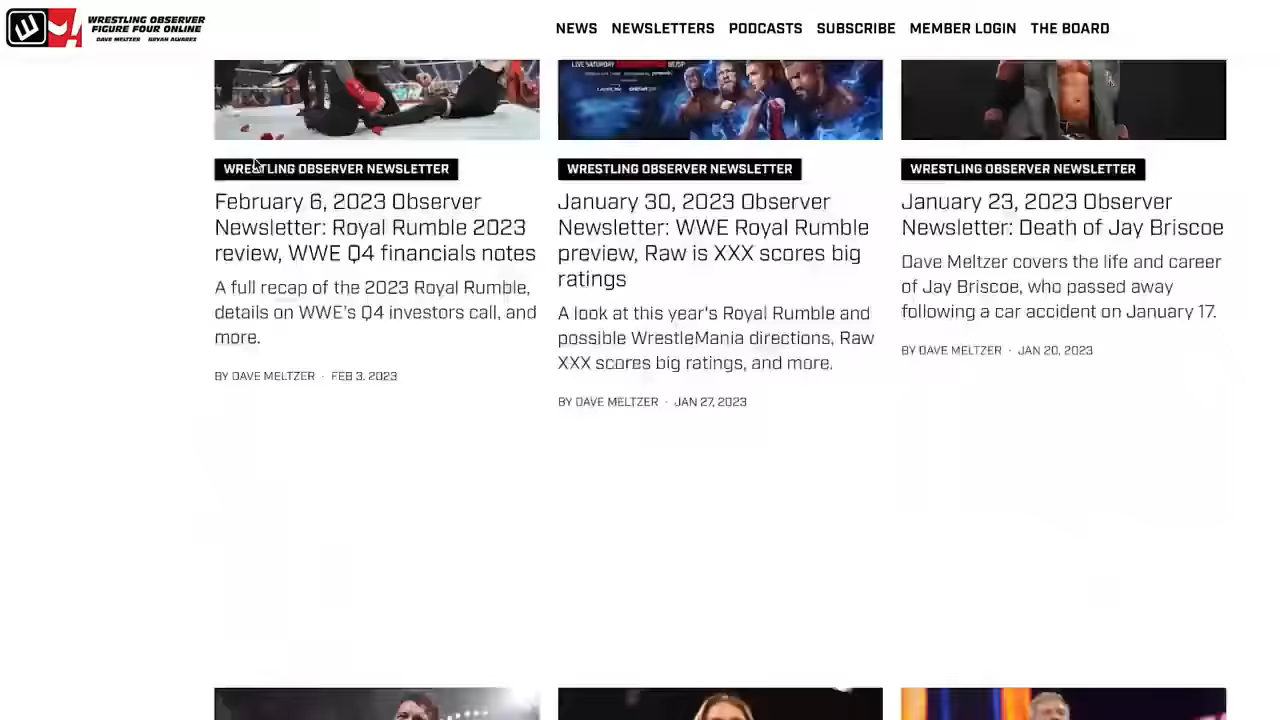 WRESTLING OBSERVER
FIGURE FOUR ONLINE
DAVE MELTZER BRYAN ALVAREZ
NEWS NEWSLETTERS PODCASTS SUBSCRIBE MEMBER LOGIN THE BOARD
WRESTLING OBSERVER NEWSLETTER
February 6, 2023 Observer
Newsletter: Royal Rumble 2023
review, WWE Q4 financials notes
A full recap of the 2023 Royal Rumble,
details on WWE's Q4 investors call, and
more.
BY DAVE MELTZER · FEB 3, 2023
WRESTLING OBSERVER NEWSLETTER
January 30, 2023 Observer
Newsletter: WWE Royal Rumble
preview, Raw is XXX scores big
ratings
A look at this year's Royal Rumble and
possible WrestleMania directions, Raw
XXX scores big ratings, and more.
BY DAVE MELTZER · JAN 27, 2023
WRESTLING OBSERVER NEWSLETTER
January 23, 2023 Observer
Newsletter: Death of Jay Briscoe
Dave Meltzer covers the life and career
of Jay Briscoe, who passed away
following a car accident on January 17.
BY DAVE MELTZER · JAN 20, 2023